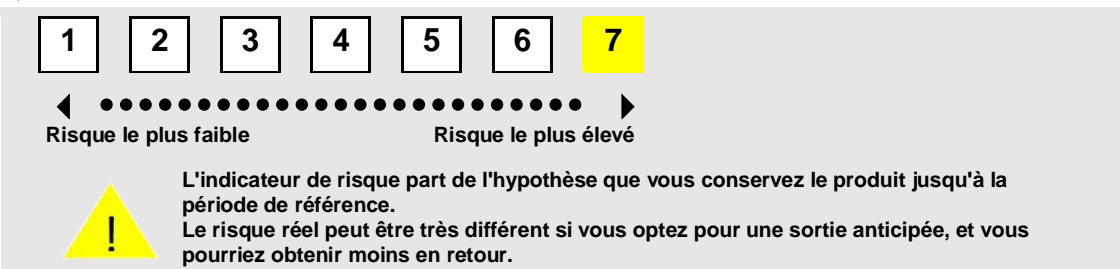 1 2 3 4 5 6 7
Risque le plus faible Risque le plus élevé
L'indicateur de risque part de l'hypothèse que vous conservez le produit jusqu'à la
période de référence.
Le risque réel peut être très différent si vous optez pour une sortie anticipée, et vous
pourriez obtenir moins en retour.
!